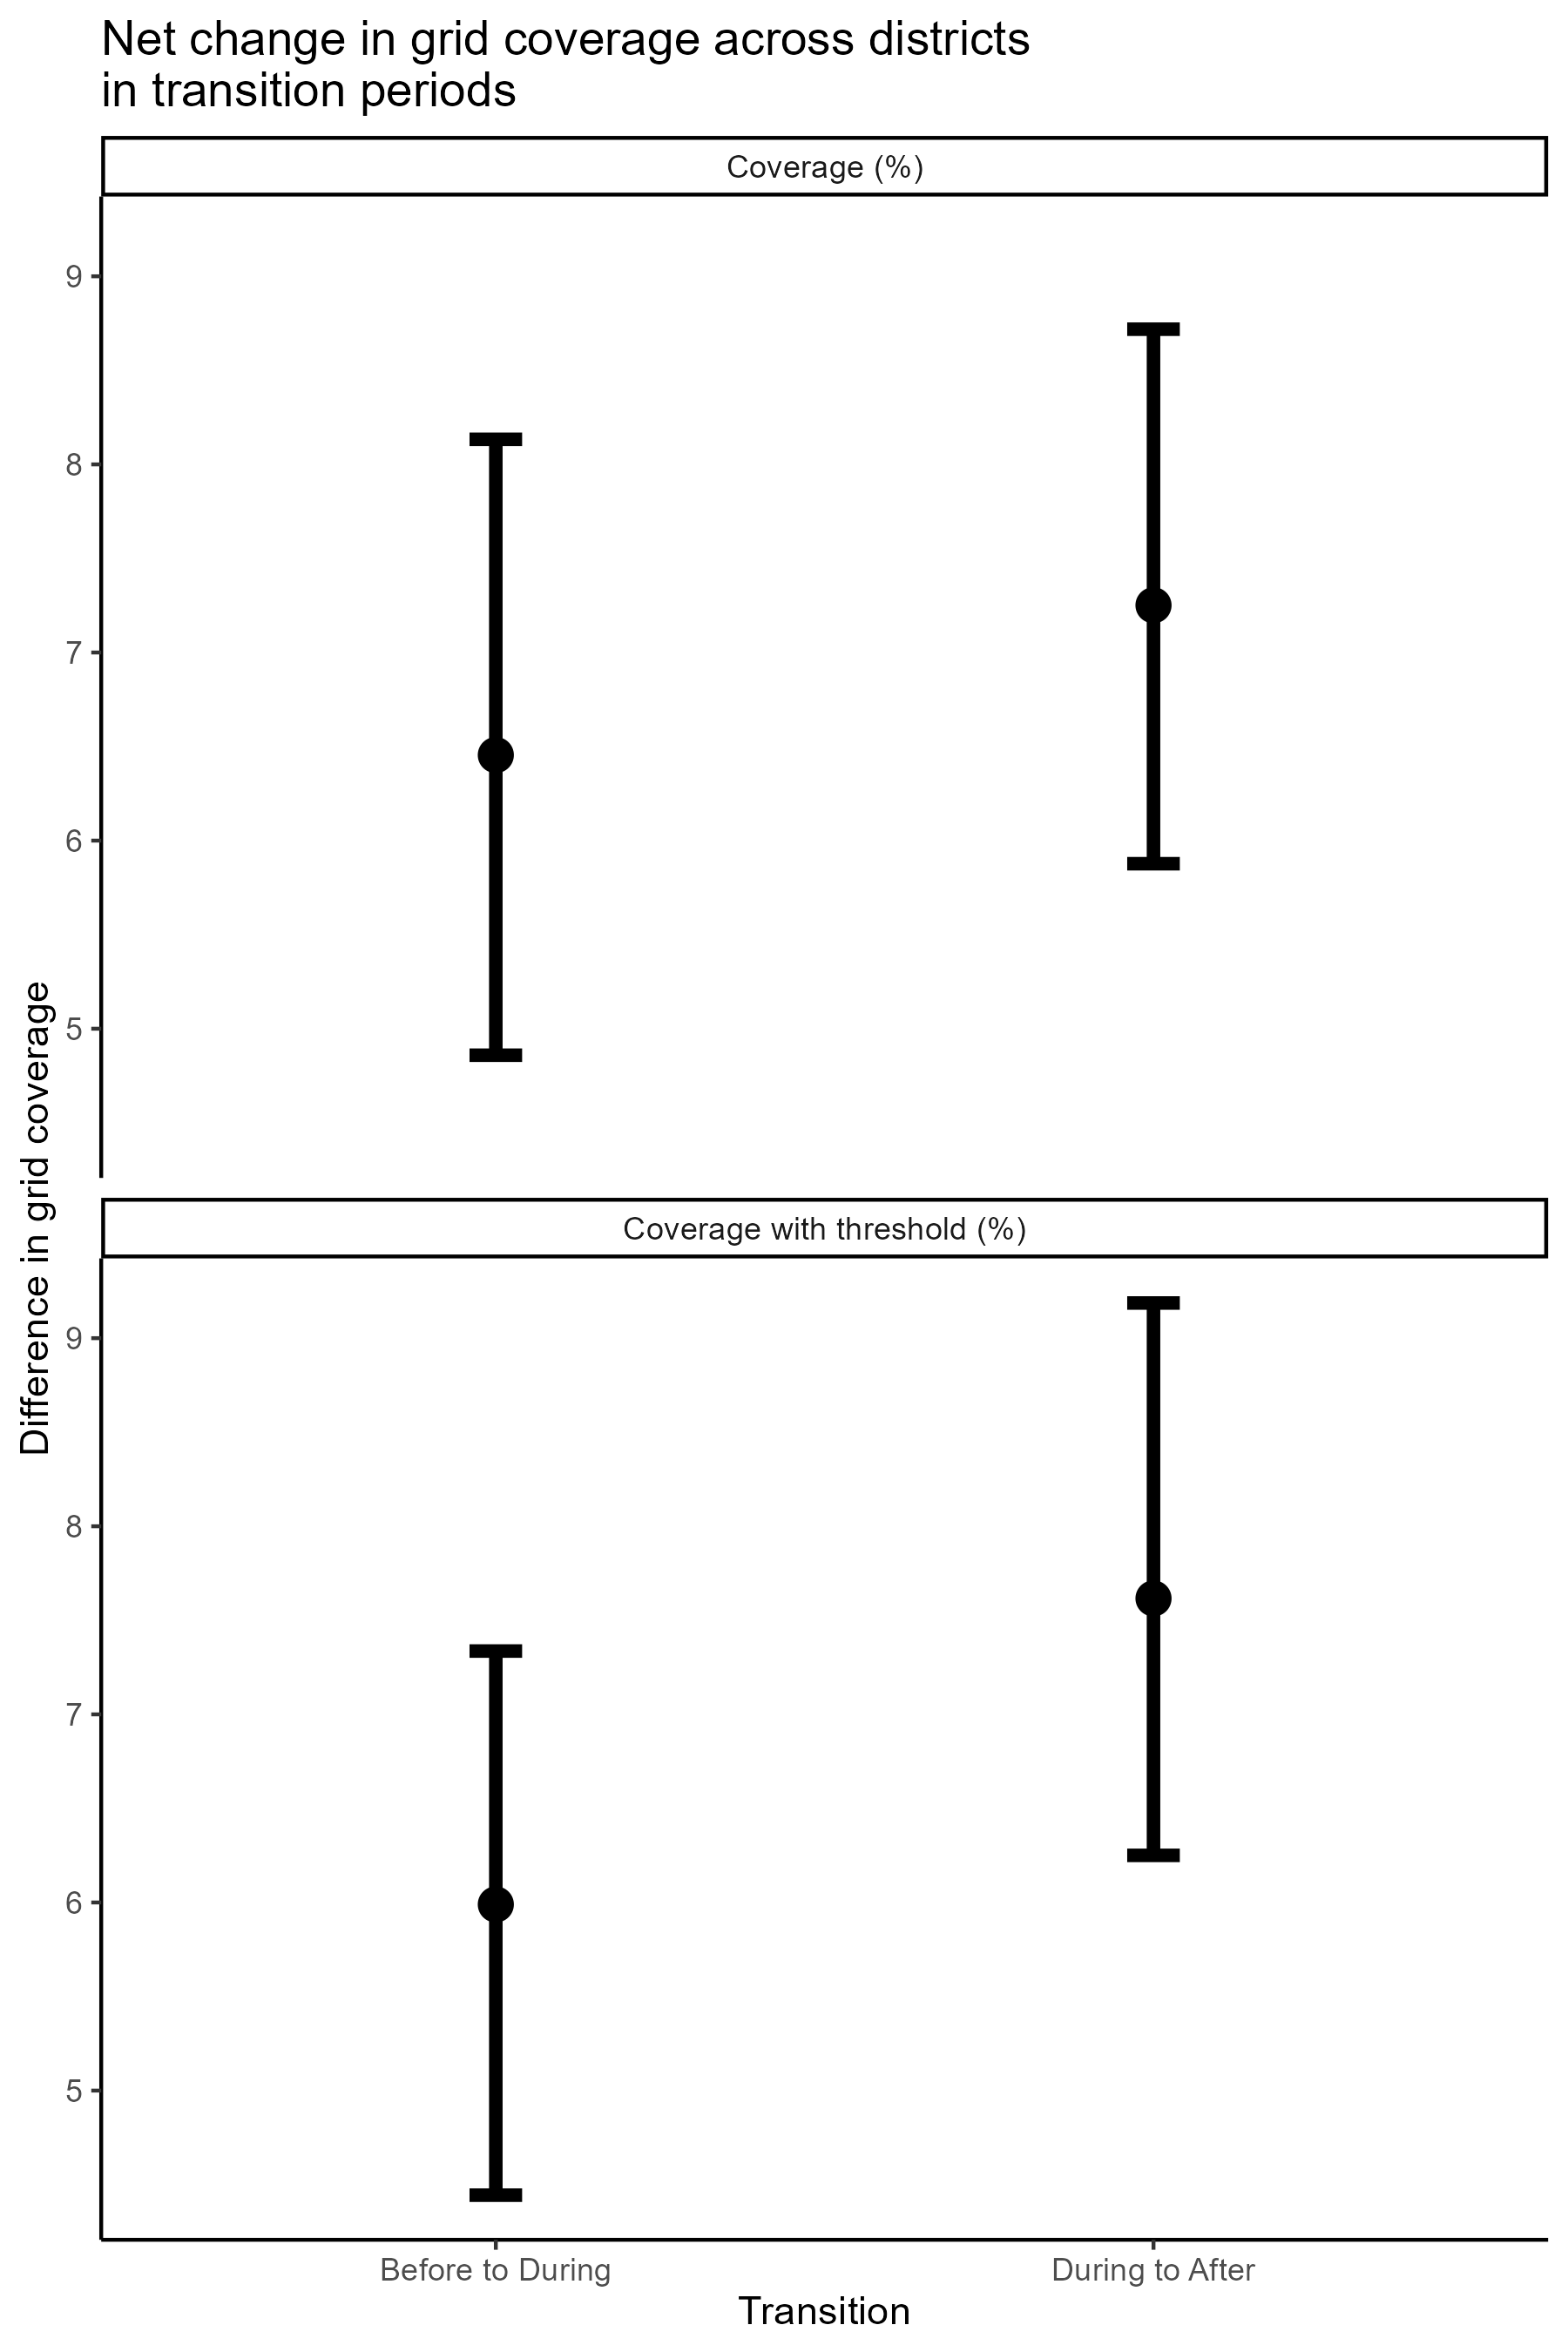 Net change in grid coverage across districts
in transition periods
Coverage (%)
9
8
7
6
5
Difference in grid coverage
Coverage with threshold (%)
9
8
7
6
5
Before to During
During to After
Transition